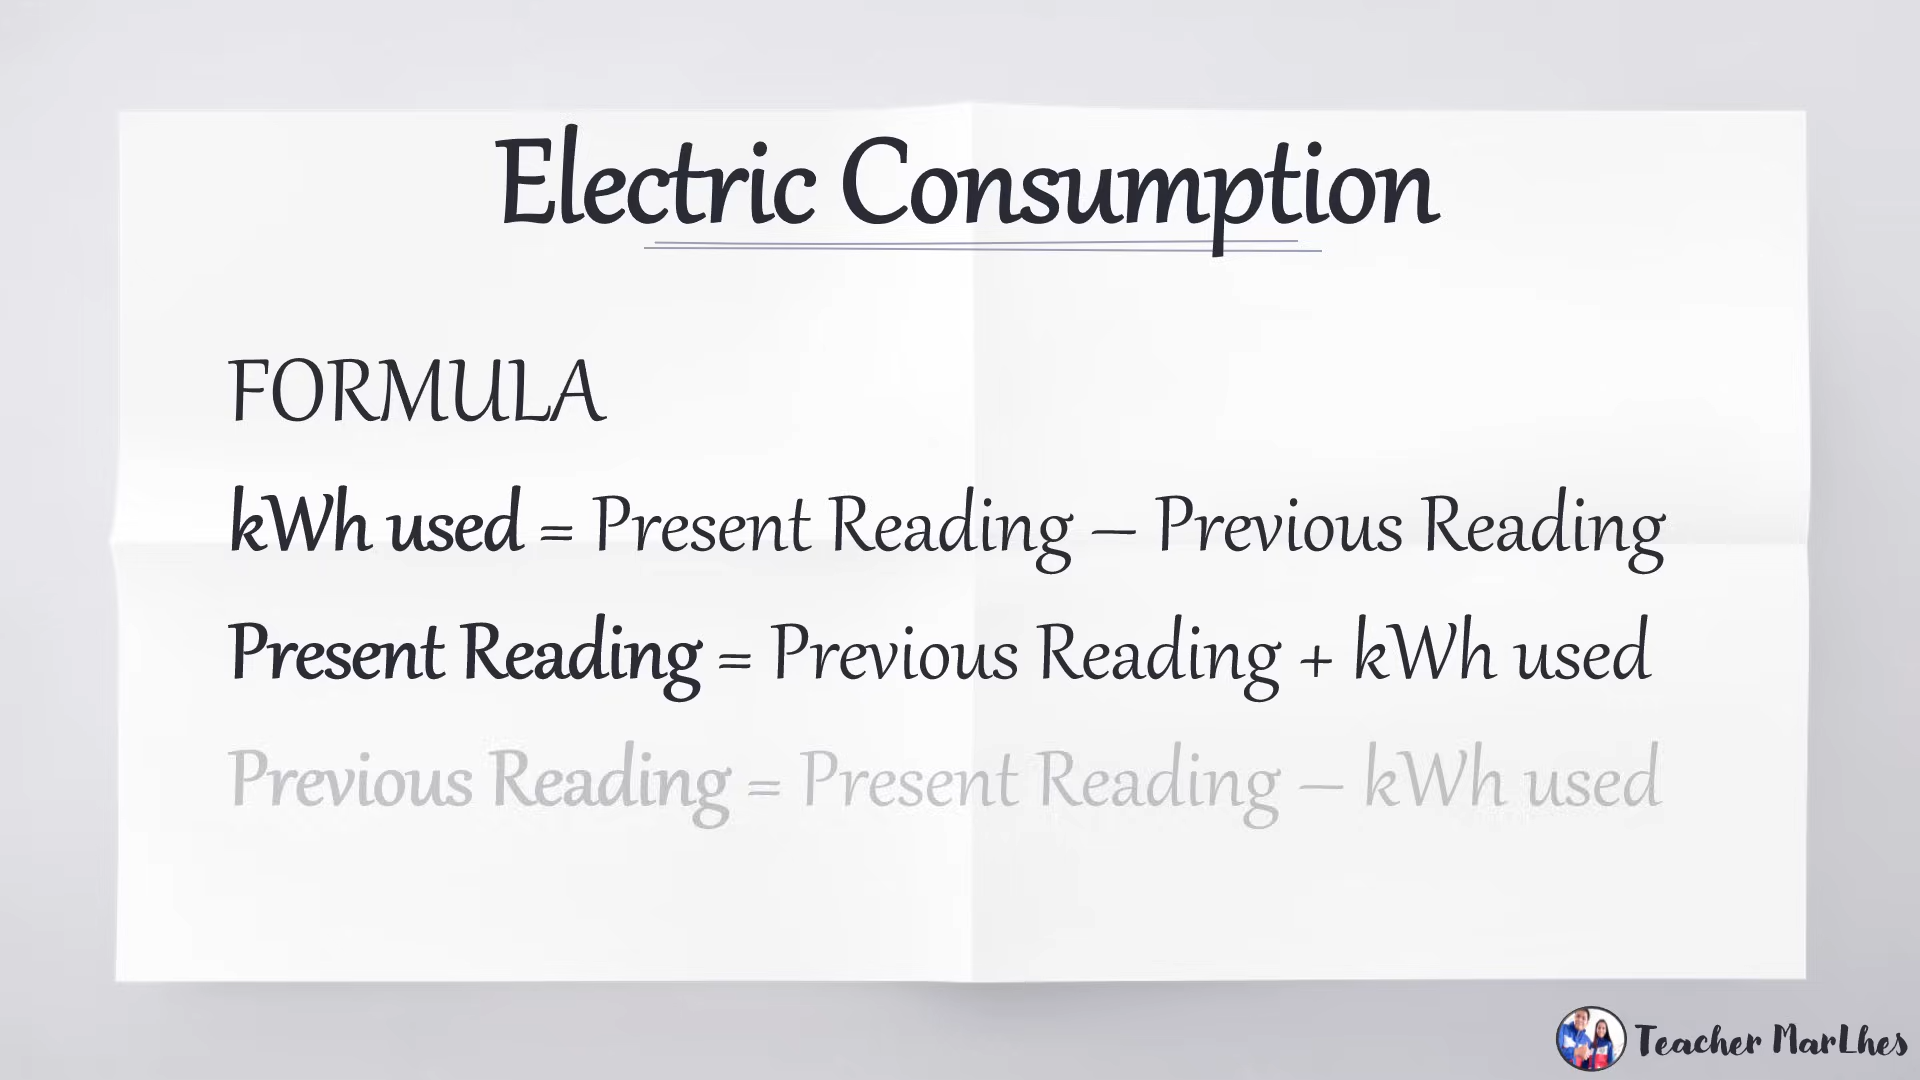 Electric Consumption
FORMULA
kWh used = Present Reading – Previous Reading
Present Reading = Previous Reading + kWh used
Previous Reading = Present Reading – kWh used
Teacher MarLhes